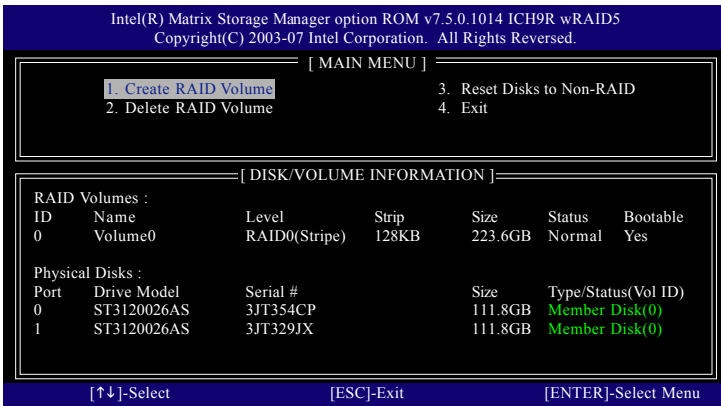 Intel(R) Matrix Storage Manager option ROM v7.5.0.1014 ICH9R wRAID5
Copyright(C) 2003-07 Intel Corporation. All Rights Reversed.
[ MAIN MENU ]
1. Create RAID Volume 3. Reset Disks to Non-RAID
2. Delete RAID Volume 4. Exit
[ DISK/VOLUME INFORMATION ]
RAID Volumes :
ID Name Level Strip Size Status Bootable
0 Volume0 RAID0(Stripe) 128KB 223.6GB Normal Yes
Physical Disks :
Port Drive Model Serial # Size Type/Status(Vol ID)
0 ST3120026AS 3JT354CP 111.8GB Member Disk(0)
1 ST3120026AS 3JT329JX 111.8GB Member Disk(0)
[↑↓]-Select [ESC]-Exit [ENTER]-Select Menu